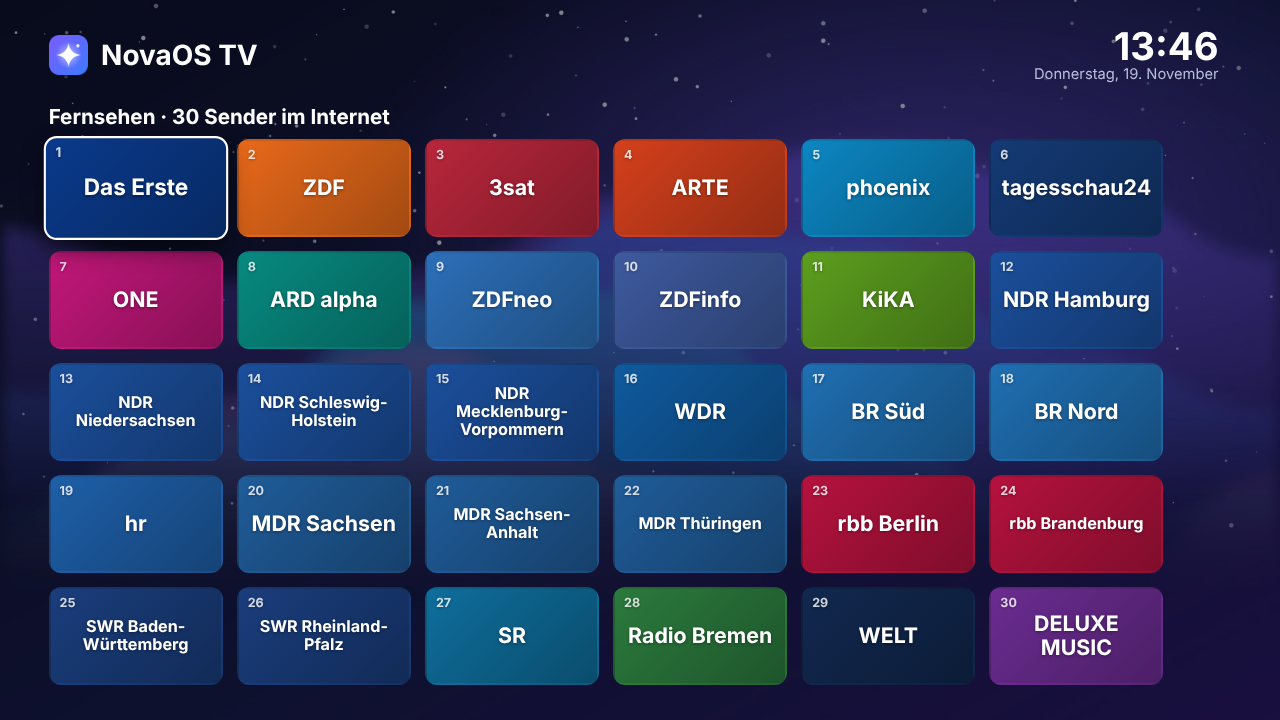 NovaOS TV
13:46
Donnerstag, 19. November
Fernsehen · 30 Sender im Internet
1
Das Erste
2
ZDF
3
3sat
4
ARTE
5
phoenix
6
tagesschau24
7
ONE
8
ARD alpha
9
ZDFneo
10
ZDFinfo
11
KiKA
12
NDR Hamburg
13
NDR
Niedersachsen
14
NDR Schleswig-
Holstein
15
NDR
Mecklenburg-
Vorpommern
16
WDR
17
BR Süd
18
BR Nord
19
hr
20
MDR Sachsen
21
MDR Sachsen-
Anhalt
22
MDR Thüringen
23
rbb Berlin
24
rbb Brandenburg
25
SWR Baden-
Württemberg
26
SWR Rheinland-
Pfalz
27
SR
28
Radio Bremen
29
WELT
30
DELUXE
MUSIC